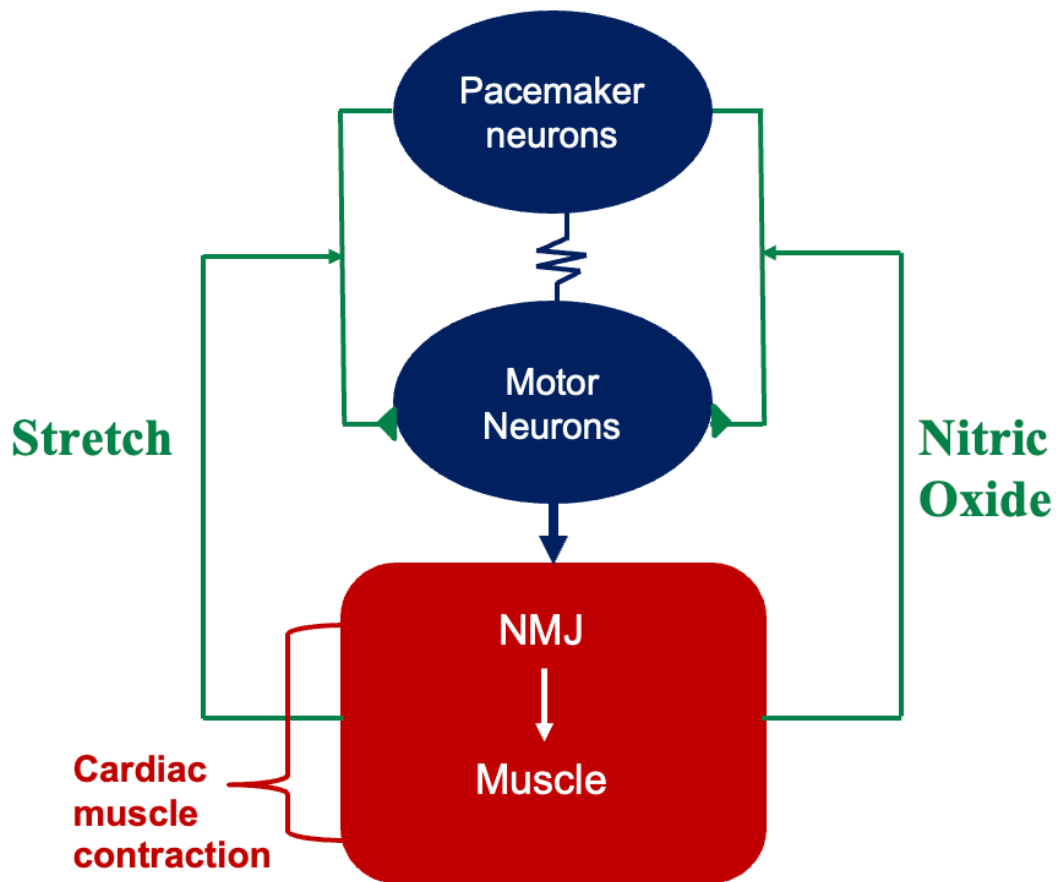 Pacemaker
neurons
Motor
Neurons
Stretch
Nitric
Oxide
NMJ
Muscle
Cardiac
muscle
contraction